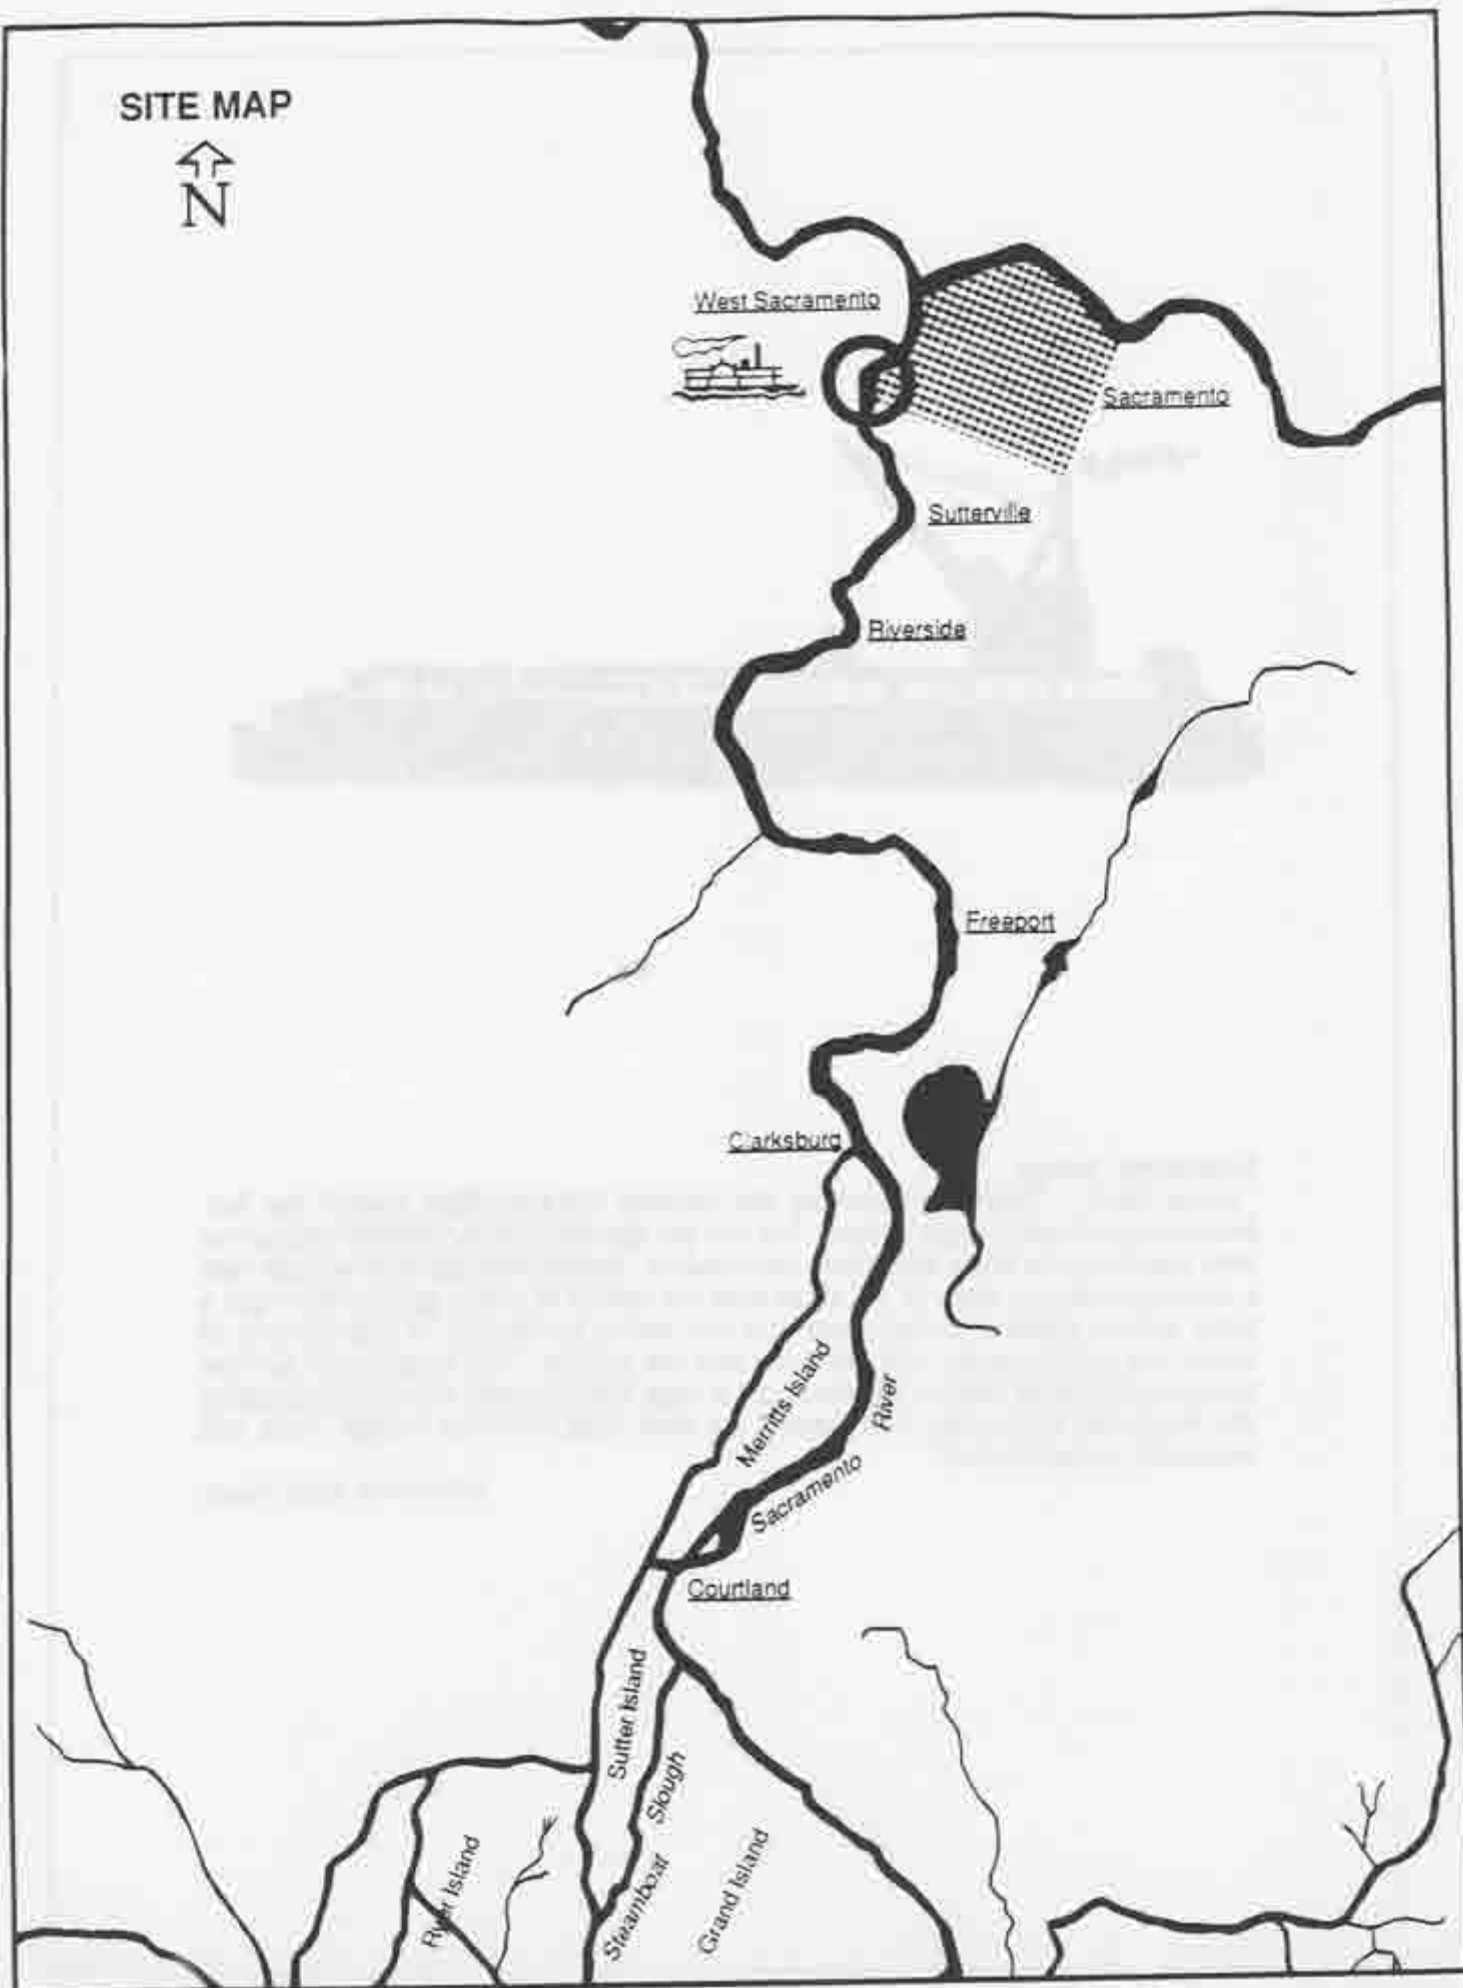 SITE MAP
N
West Sacramento
Sacramento
Sutterville
Riverside
Freeport
Clarksburg
Merritts Island
River
Sacramento
Courtland
Sutter Island
Slough
Steamboat
Grand Island
Ryer Island